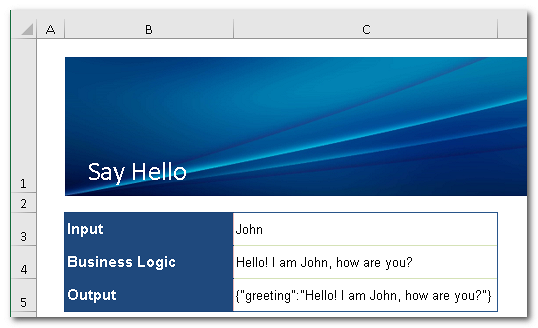 A B C
1 Say Hello
2
3 Input John
4 Business Logic Hello! I am John, how are you?
5 Output {"greeting":"Hello! I am John, how are you?"}